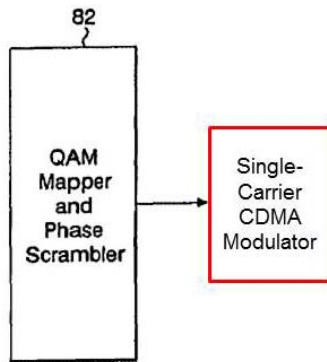 82
QAM
Mapper
and
Phase
Scrambler
Single-
Carrier
CDMA
Modulator